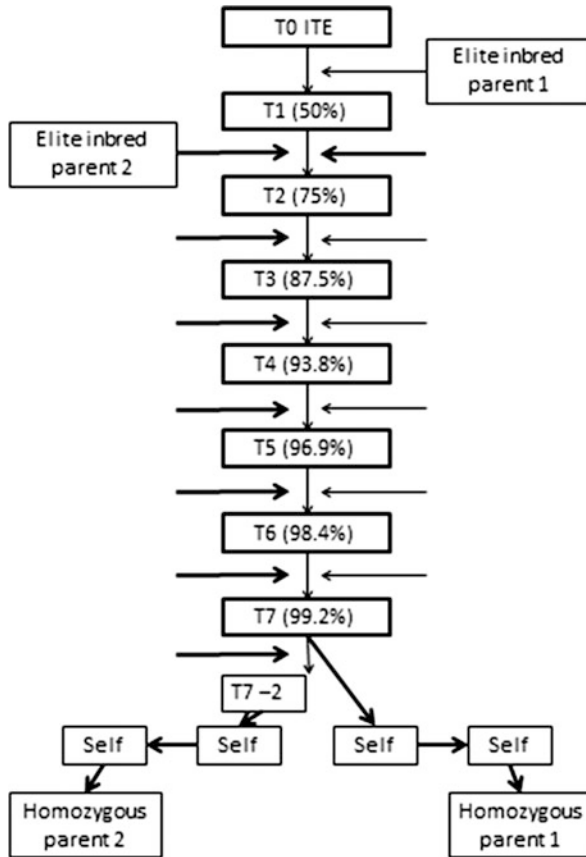 T0 ITE
Elite inbred
parent 1
T1 (50%)
Elite inbred
parent 2
T2 (75%)
T3 (87.5%)
T4 (93.8%)
T5 (96.9%)
T6 (98.4%)
T7 (99.2%)
T7 –2
Self
Self
Self
Self
Homozygous
parent 2
Homozygous
parent 1